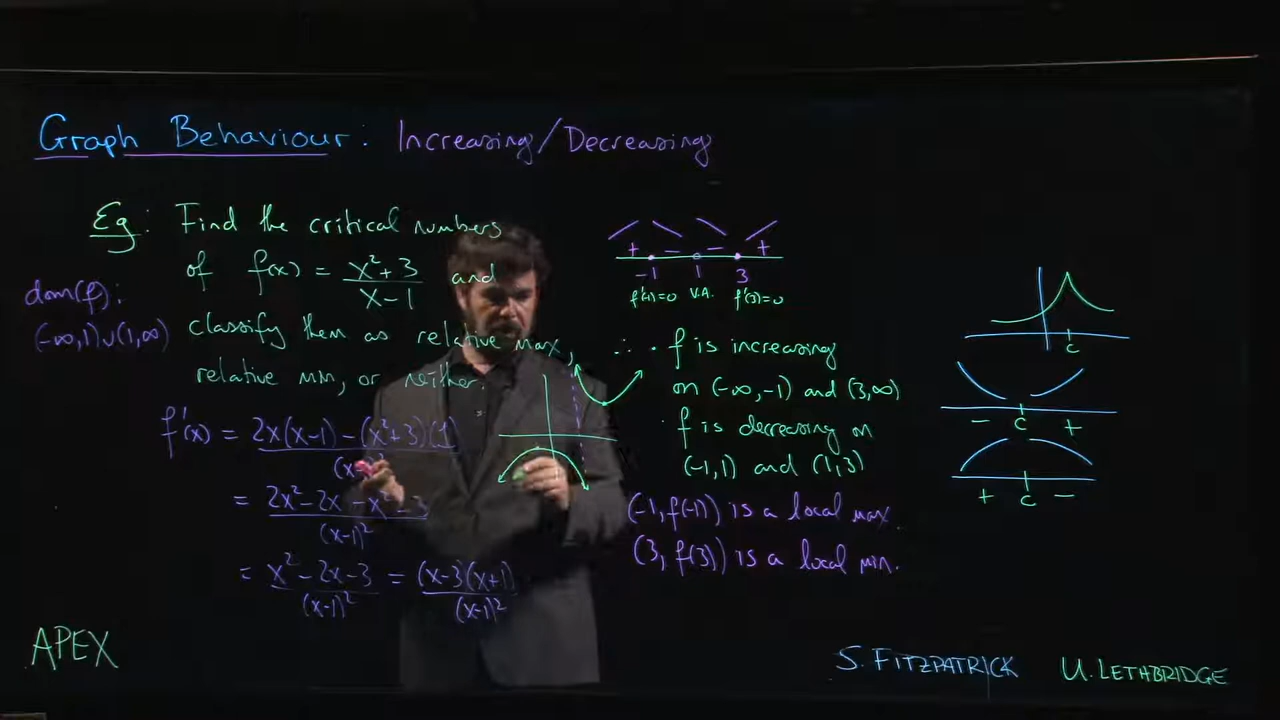 Graph Behaviour: Increasing/Decreasing
Eg: Find the critical numbers
of f(x) = (x²+3)/(x-1) and
classify them as relative max,
relative min, or neither.
dom(f):
(-∞,1)∪(1,∞)
f'(x) = (2x(x-1) - (x²+3)(1))/
= (2x²-2x-x²-3)/(x-1)²
= (x²-2x-3)/(x-1)² = (x-3)(x+1)/(x-1)²
+ - - +
-1 1 3
f'(-1)=0 V.A. f'(3)=0
∴ · f is increasing
on (-∞,-1) and (3,∞)
· f is decreasing on
(-1,1) and (1,3)
(-1, f(-1)) is a local max.
(3, f(3)) is a local min.
c
- c +
+ c -
APEX
S. FITZPATRICK U. LETHBRIDGE